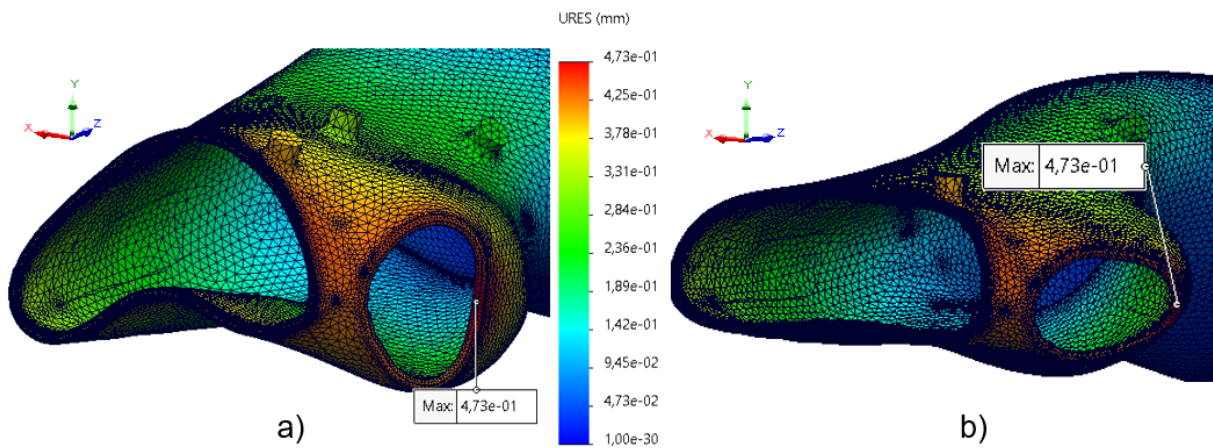 URES (mm)
4,73e-01
4,25e-01
3,78e-01
3,31e-01
2,84e-01
2,36e-01
1,89e-01
1,42e-01
9,45e-02
4,73e-02
1,00e-30
Y
X
Z
Max: 4,73e-01
a)
Y
X
Z
Max: 4,73e-01
b)